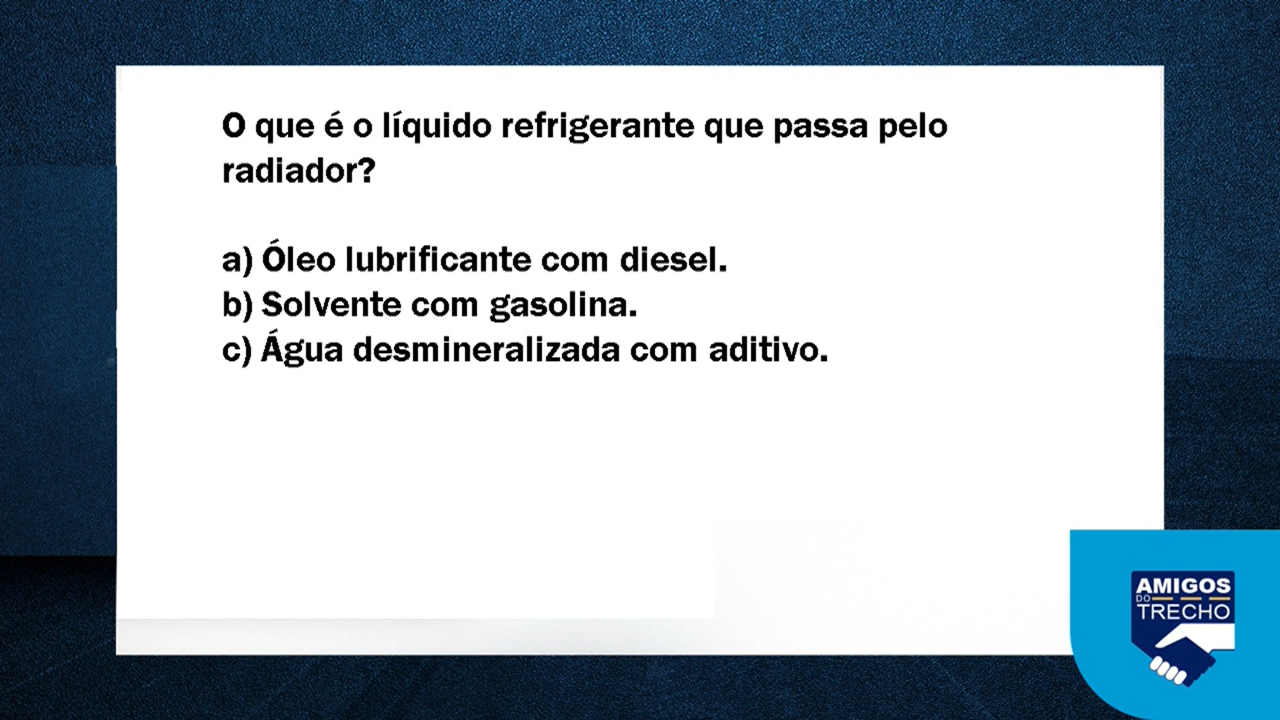 O que é o líquido refrigerante que passa pelo
radiador?
a) Óleo lubrificante com diesel.
b) Solvente com gasolina.
c) Água desmineralizada com aditivo.
AMIGOS
DO
TRECHO